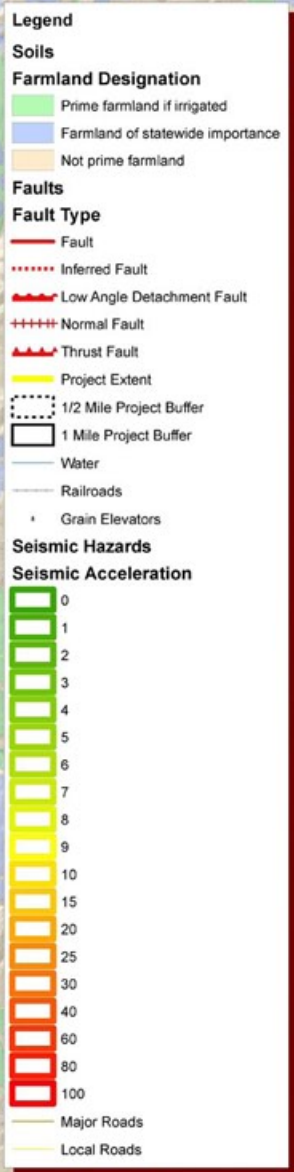 Legend
Soils
Farmland Designation
Prime farmland if irrigated
Farmland of statewide importance
Not prime farmland
Faults
Fault Type
Fault
Inferred Fault
Low Angle Detachment Fault
Normal Fault
Thrust Fault
Project Extent
1/2 Mile Project Buffer
1 Mile Project Buffer
Water
Railroads
Grain Elevators
Seismic Hazards
Seismic Acceleration
0
1
2
3
4
5
6
7
8
9
10
15
20
25
30
40
60
80
100
Major Roads
Local Roads